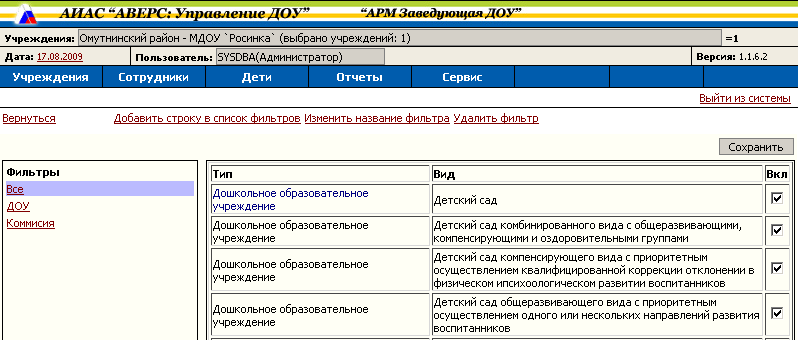 АИАС “АВЕРС: Управление ДОУ” “АРМ Заведующая ДОУ”
Учреждения: Омутнинский район - МДОУ `Росинка` (выбрано учреждений: 1) =1
Дата: 17.08.2009 Пользователь: SYSDBA(Администратор) Версия: 1.1.6.2
Учреждения Сотрудники Дети Отчеты Сервис
Выйти из системы
Вернуться Добавить строку в список фильтров Изменить название фильтра Удалить фильтр
Сохранить
Фильтры
Все
ДОУ
Коммисия
Тип Вид Вкл
Дошкольное образовательное
учреждение
Детский сад
Дошкольное образовательное
учреждение
Детский сад комбинированного вида с общеразвивающими,
компенсирующими и оздоровительными группами
Дошкольное образовательное
учреждение
Детский сад компенсирующего вида с приоритетным
осуществлением квалифицированной коррекции отклонении в
физическом ипсихоологическом развитии воспитанников
Дошкольное образовательное
учреждение
Детский сад общеразвивающего вида с приоритетным
осуществлением одного или нескольких направлений развития
воспитанников